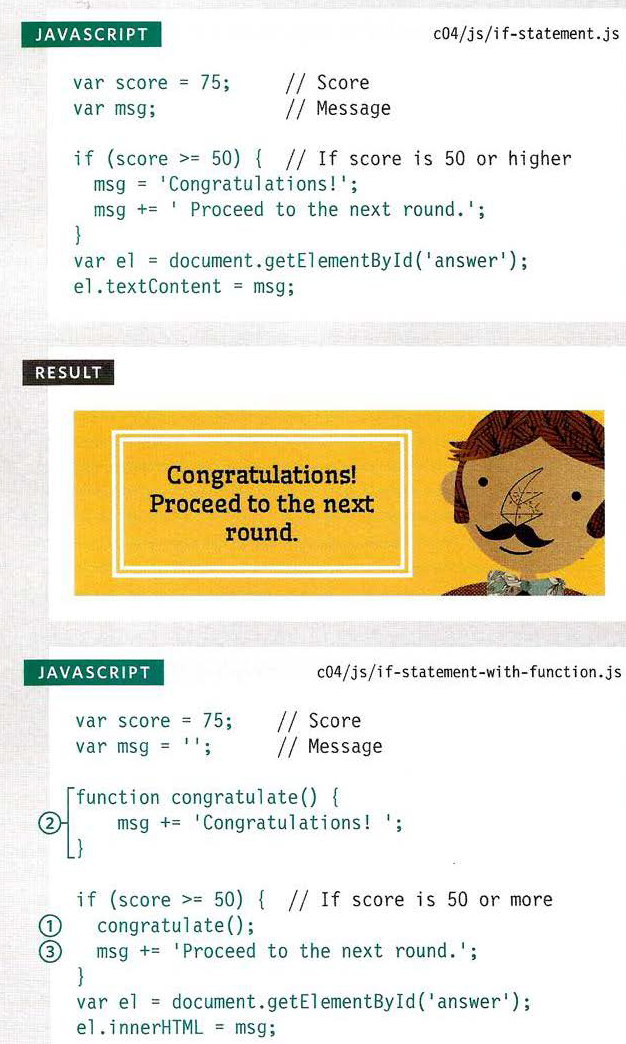 JAVASCRIPT c04/js/if-statement.js
var score = 75; // Score
var msg; // Message
if (score >= 50) { // If score is 50 or higher
msg = 'Congratulations!';
msg += ' Proceed to the next round.';
}
var el = document.getElementById('answer');
el.textContent = msg;
RESULT
Congratulations!
Proceed to the next
round.
JAVASCRIPT c04/js/if-statement-with-function.js
var score = 75; // Score
var msg = ''; // Message
function congratulate() {
② msg += 'Congratulations! ';
}
if (score >= 50) { // If score is 50 or more
① congratulate();
③ msg += 'Proceed to the next round.';
}
var el = document.getElementById('answer');
el.innerHTML = msg;